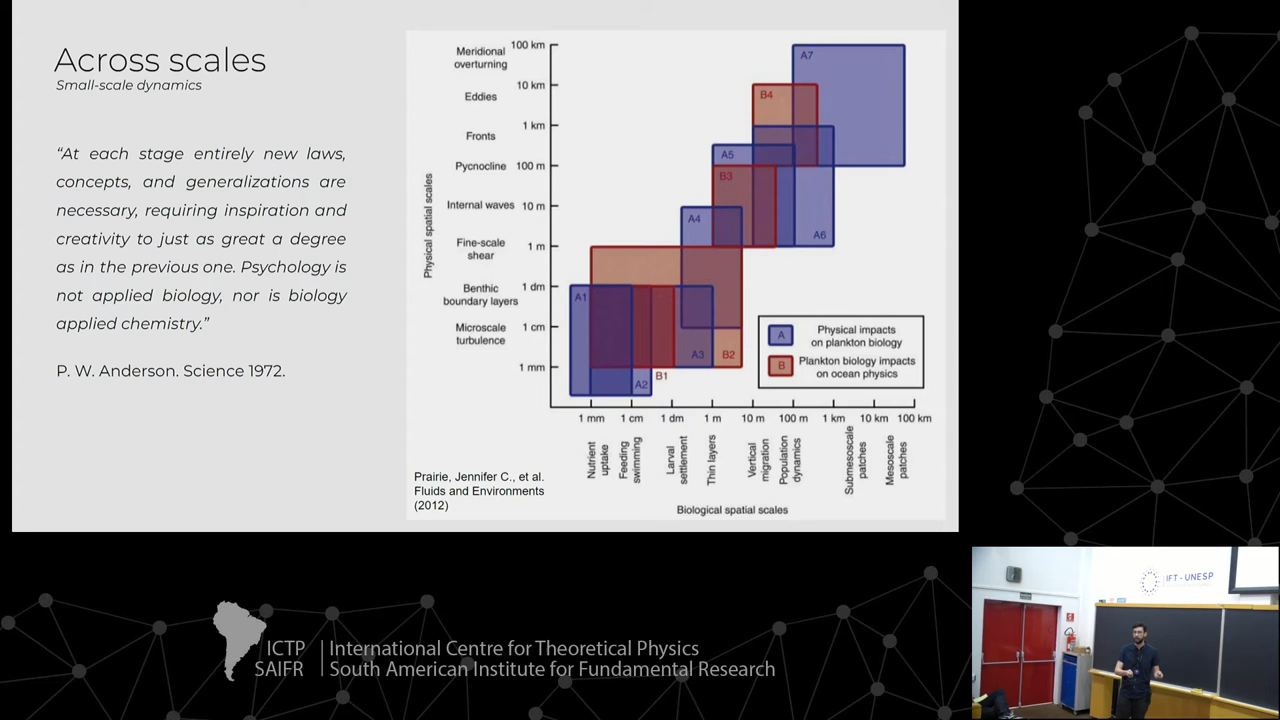 Across scales
Small-scale dynamics
“At each stage entirely new laws,
concepts, and generalizations are
necessary, requiring inspiration and
creativity to just as great a degree
as in the previous one. Psychology is
not applied biology, nor is biology
applied chemistry.”
P. W. Anderson. Science 1972.
Physical spatial scales
Meridional
overturning
Eddies
Fronts
Pycnocline
Internal waves
Fine-scale
shear
Benthic
boundary layers
Microscale
turbulence
100 km
10 km
1 km
100 m
10 m
1 m
1 dm
1 cm
1 mm
A7
B4
A5
B3
A6
A4
A1
A3
B2
B1
A2
A
Physical impacts
on plankton biology
B
Plankton biology impacts
on ocean physics
1 mm
1 cm
1 dm
1 m
10 m
100 m
1 km
10 km
100 km
Nutrient
uptake
Feeding
swimming
Larval
settlement
Thin layers
Vertical
migration
Population
dynamics
Submesoscale
patches
Mesoscale
patches
Biological spatial scales
Prairie, Jennifer C., et al.
Fluids and Environments
(2012)
IFT - UNESP
ICTP
SAIFR
International Centre for Theoretical Physics
South American Institute for Fundamental Research